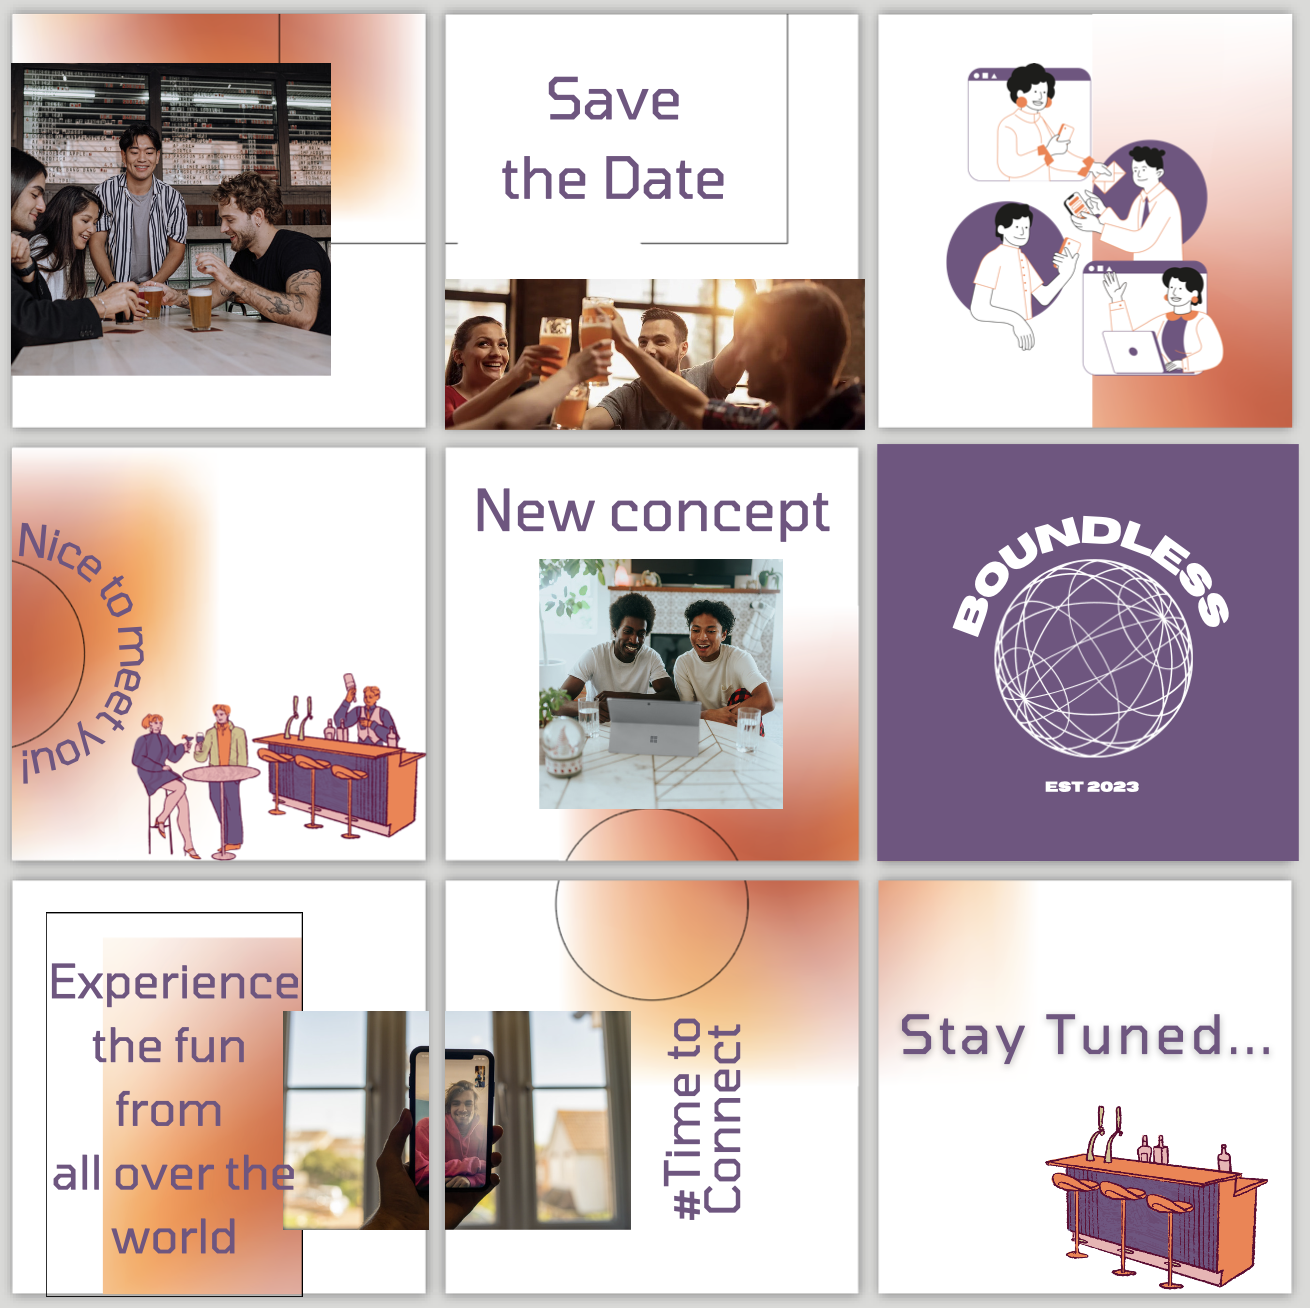 Save
the Date
Nice to meet you!
New concept
BOUNDLESS
EST 2023
Experience
the fun
from
all over the
world
#Time to
Connect
Stay Tuned...